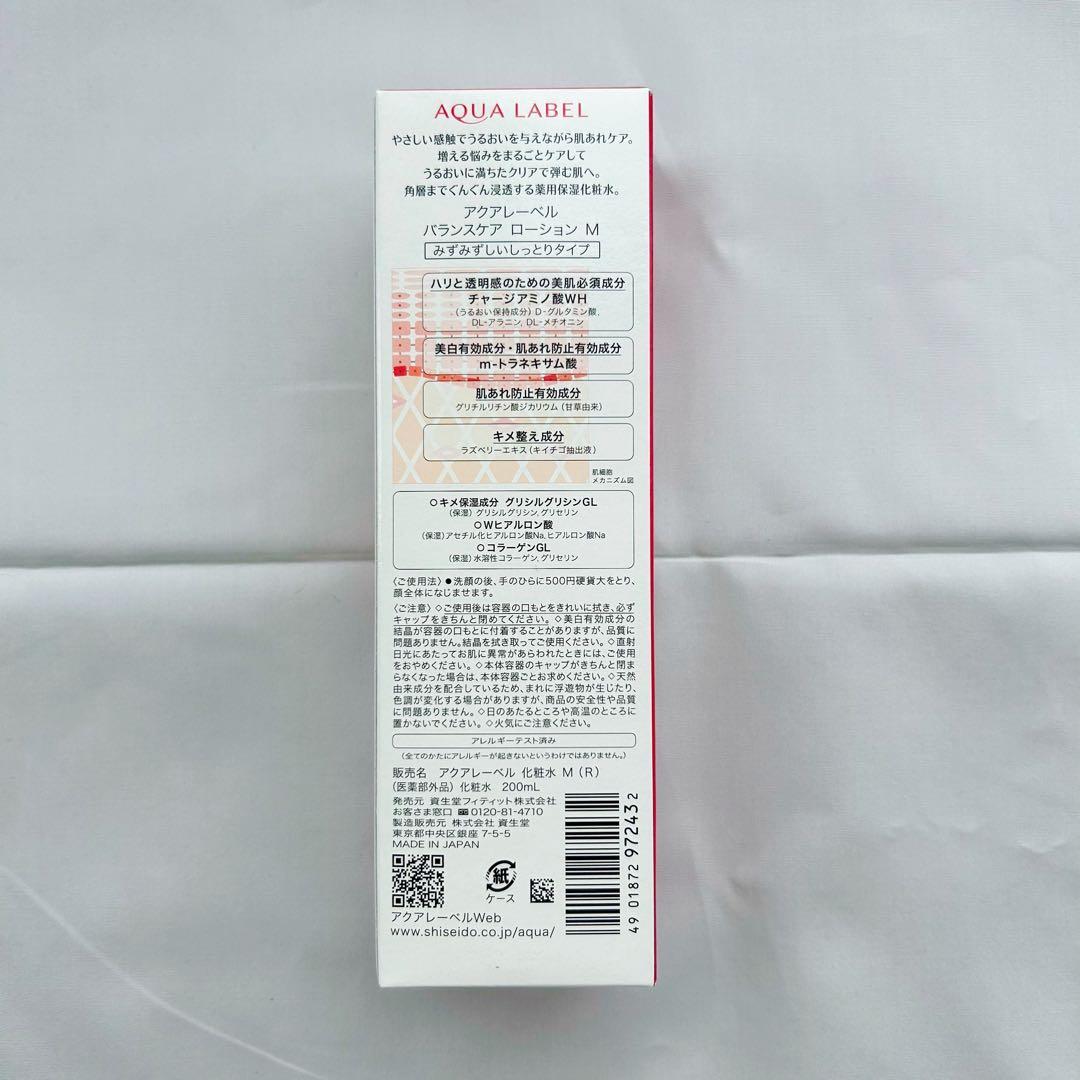 AQUA LABEL
やさしい感触でうるおいを与えながら肌あれケア。
増える悩みをまるごとケアして
うるおいに満ちたクリアで弾む肌へ。
角層までぐんぐん浸透する薬用保湿化粧水。
アクアレーベル
バランスケア ローション M
みずみずしいしっとりタイプ
ハリと透明感のための美肌必須成分
チャージアミノ酸WH
(うるおい保持成分) D-グルタミン酸、
DL-アラニン、DL-メチオニン
美白有効成分・肌あれ防止有効成分
m-トラネキサム酸
肌あれ防止有効成分
グリチルリチン酸ジカリウム (甘草由来)
キメ整え成分
ラズベリーエキス(キイチゴ抽出液)
肌細胞
メカニズム図
○キメ保湿成分 グリシルグリシンGL
(保湿) グリシルグリシン、グリセリン
○Wヒアルロン酸
(保湿)アセチル化ヒアルロン酸Na、ヒアルロン酸Na
○コラーゲンGL
(保湿) 水溶性コラーゲン、グリセリン
〈ご使用法〉●洗顔の後、手のひらに500円硬貨大をとり、
顔全体になじませます。
〈ご注意〉◇ご使用後は容器の口もとをきれいに拭き、必ず
キャップをきちんと閉めてください。◇美白有効成分の
結晶が容器の口もとに付着することがありますが、品質に
問題ありません。結晶を拭き取ってご使用ください。◇直射
日光にあたってお肌に異常があらわれたときには、ご使用
をおやめください。◇本体容器のキャップがきちんと閉ま
らなくなった場合は、本体容器ごとお求めください。◇天然
由来成分を配合しているため、まれに浮遊物が生じたり、
色調が変化する場合がありますが、商品の安全性や品質
に問題ありません。◇日のあたるところや高温のところに
置かないでください。◇火気にご注意ください。
アレルギーテスト済み
(全てのかたにアレルギーが起きないというわけではありません。)
販売名 アクアレーベル 化粧水 M (R)
(医薬部外品) 化粧水 200mL
発売元 資生堂フィティット株式会社
お客さま窓口 0120-81-4710
製造販売元 株式会社 資生堂
東京都中央区銀座 7-5-5
MADE IN JAPAN
紙
ケース
アクアレーベルWeb
www.shiseido.co.jp/aqua/
49 01872 97243 2